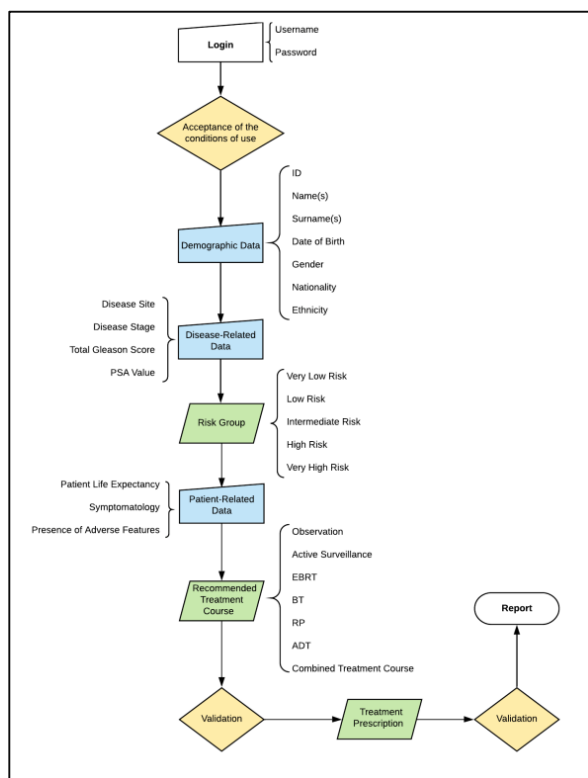 Login
Username
Password
Acceptance of the
conditions of use
Demographic Data
ID
Name(s)
Surname(s)
Date of Birth
Gender
Nationality
Ethnicity
Disease Site
Disease Stage
Total Gleason Score
PSA Value
Disease-Related
Data
Risk Group
Very Low Risk
Low Risk
Intermediate Risk
High Risk
Very High Risk
Patient Life Expectancy
Symptomatology
Presence of Adverse Features
Patient-Related
Data
Recommended
Treatment
Course
Observation
Active Surveillance
EBRT
BT
RP
ADT
Combined Treatment Course
Validation
Treatment
Prescription
Validation
Report